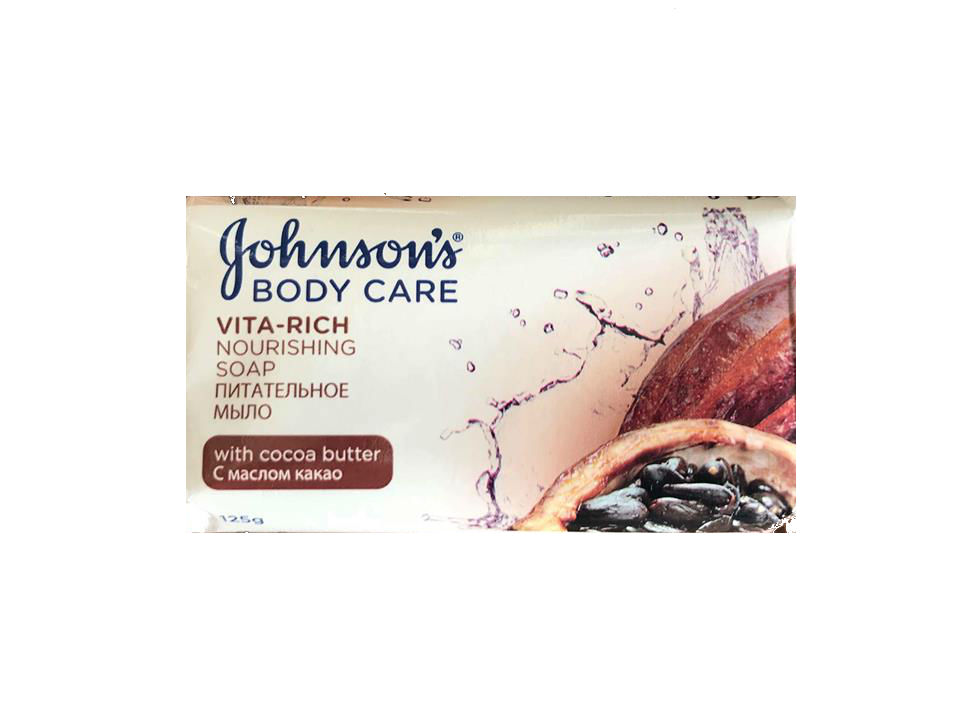 Johnson's®
BODY CARE
VITA-RICH
NOURISHING
SOAP
ПИТАТЕЛЬНОЕ
МЫЛО
with cocoa butter
С маслом какао
125g